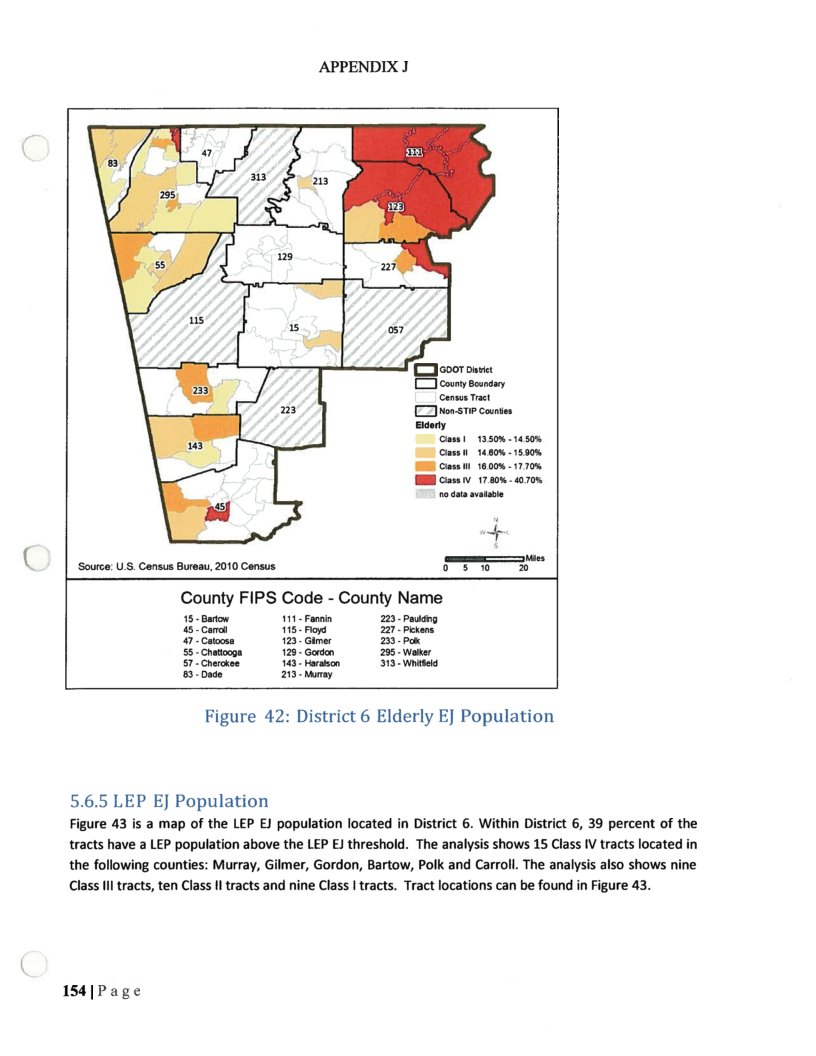 APPENDIX J
83
47
313
213
111
295
123
55
129
227
115
15
057
233
223
143
45
GDOT District
County Boundary
Census Tract
Non-STIP Counties
Elderly
Class I 13.50% - 14.50%
Class II 14.60% - 15.90%
Class III 16.00% - 17.70%
Class IV 17.80% - 40.70%
no data available
N
W E
S
Miles
0 5 10 20
Source: U.S. Census Bureau, 2010 Census
County FIPS Code - County Name
15 - Bartow 111 - Fannin 223 - Paulding
45 - Carroll 115 - Floyd 227 - Pickens
47 - Catoosa 123 - Gilmer 233 - Polk
55 - Chattooga 129 - Gordon 295 - Walker
57 - Cherokee 143 - Haralson 313 - Whitfield
83 - Dade 213 - Murray
Figure 42: District 6 Elderly EJ Population
5.6.5 LEP EJ Population
Figure 43 is a map of the LEP EJ population located in District 6. Within District 6, 39 percent of the
tracts have a LEP population above the LEP EJ threshold. The analysis shows 15 Class IV tracts located in
the following counties: Murray, Gilmer, Gordon, Bartow, Polk and Carroll. The analysis also shows nine
Class III tracts, ten Class II tracts and nine Class I tracts. Tract locations can be found in Figure 43.
154 | P a g e